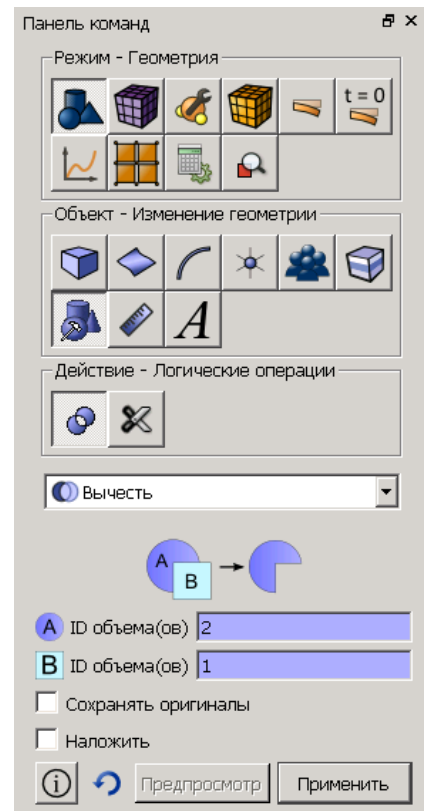 Панель команд
Режим - Геометрия
t = 0
Объект - Изменение геометрии
A
Действие - Логические операции
Вычесть
A
B
A ID объема(ов) 2
B ID объема(ов) 1
Сохранять оригиналы
Наложить
i Предпросмотр Применить